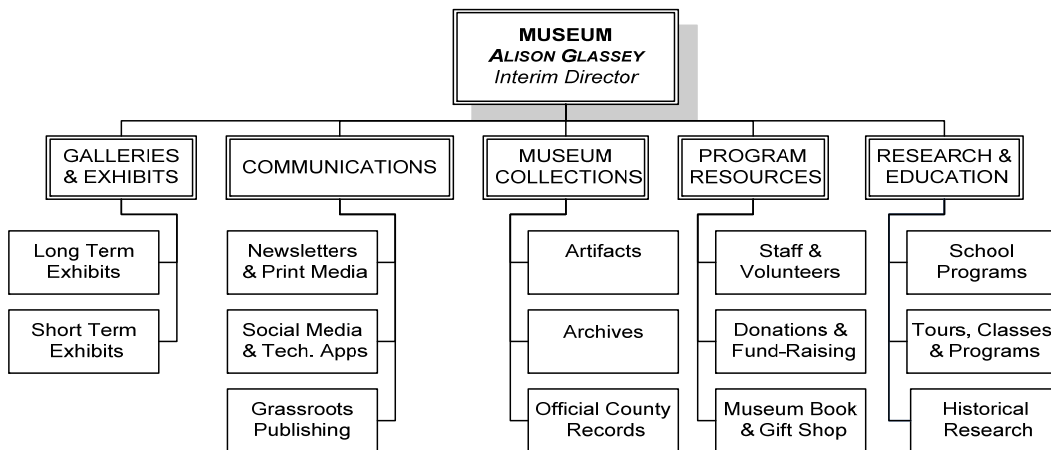 MUSEUM
ALISON GLASSEY
Interim Director
GALLERIES
& EXHIBITS
COMMUNICATIONS
MUSEUM
COLLECTIONS
PROGRAM
RESOURCES
RESEARCH &
EDUCATION
Long Term
Exhibits
Short Term
Exhibits
Newsletters
& Print Media
Social Media
& Tech. Apps
Grassroots
Publishing
Artifacts
Archives
Official County
Records
Staff &
Volunteers
Donations &
Fund-Raising
Museum Book
& Gift Shop
School
Programs
Tours, Classes
& Programs
Historical
Research